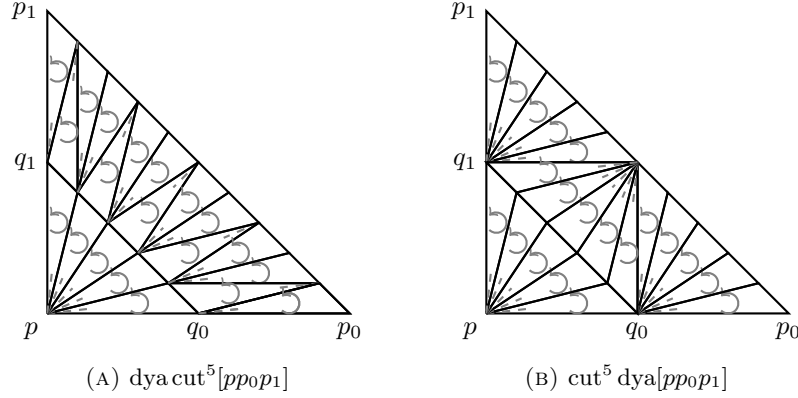 p₁ p₁
q₁ q₁
p q₀ p₀ p q₀ p₀
(A) dya cut⁵[pp₀p₁] (B) cut⁵ dya[pp₀p₁]